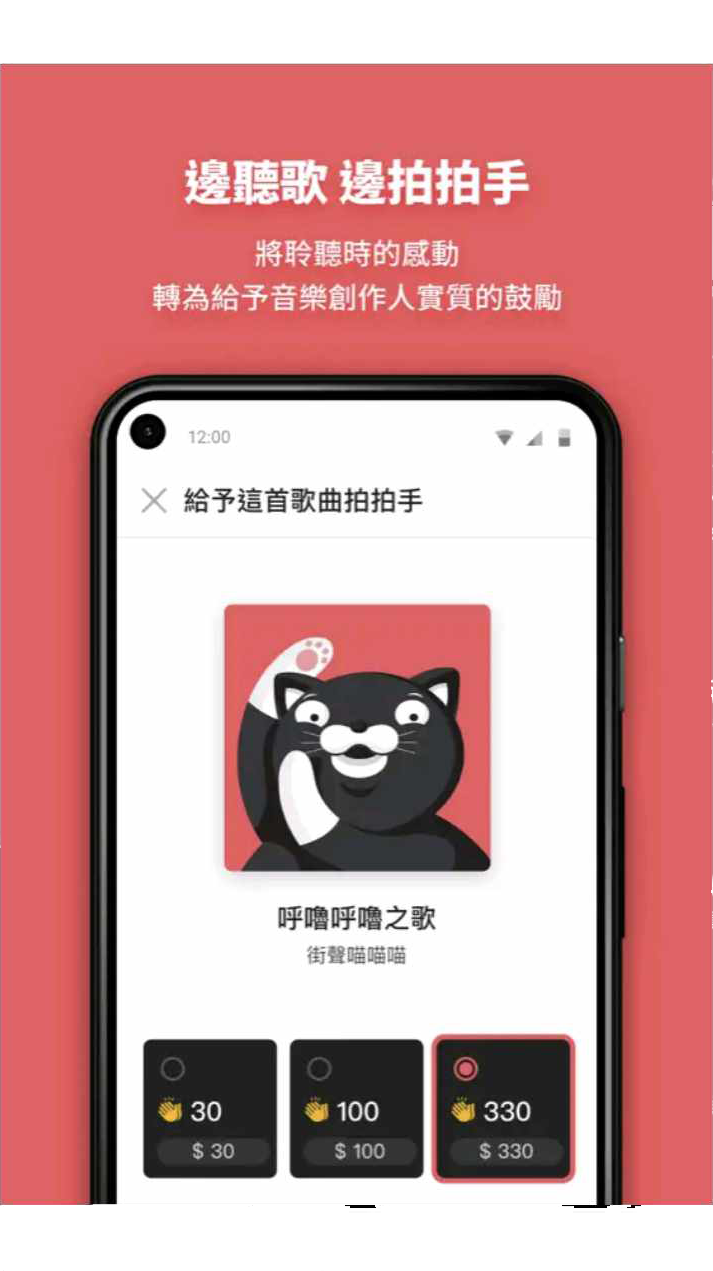 邊聽歌 邊拍拍手
將聆聽時的感動
轉為給予音樂創作人實質的鼓勵
12:00
給予這首歌曲拍拍手
呼嚕呼嚕之歌
街聲喵喵喵
30
$ 30
100
$ 100
330
$ 330